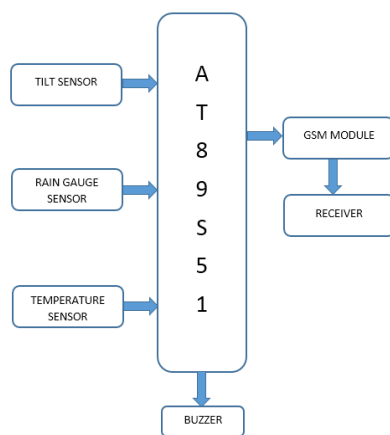 TILT SENSOR
RAIN GAUGE
SENSOR
TEMPERATURE
SENSOR
A
T
8
9
S
5
1
GSM MODULE
RECEIVER
BUZZER